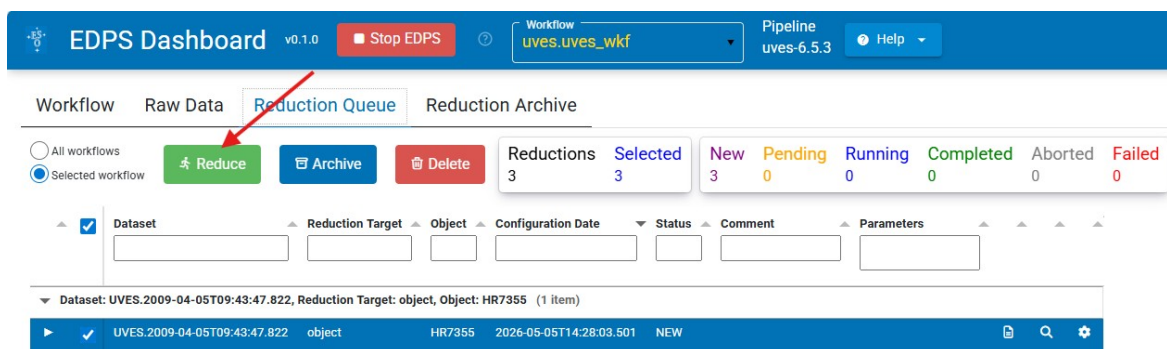 ES
O
EDPS Dashboard v0.1.0 Stop EDPS Workflow uves.uves_wkf Pipeline uves-6.5.3 Help
Workflow Raw Data Reduction Queue Reduction Archive
All workflows
Selected workflow
Reduce Archive Delete
Reductions Selected
3 3
New Pending Running Completed Aborted Failed
3 0 0 0 0 0
Dataset Reduction Target Object Configuration Date Status Comment Parameters
Dataset: UVES.2009-04-05T09:43:47.822, Reduction Target: object, Object: HR7355 (1 item)
UVES.2009-04-05T09:43:47.822 object HR7355 2026-05-05T14:28:03.501 NEW